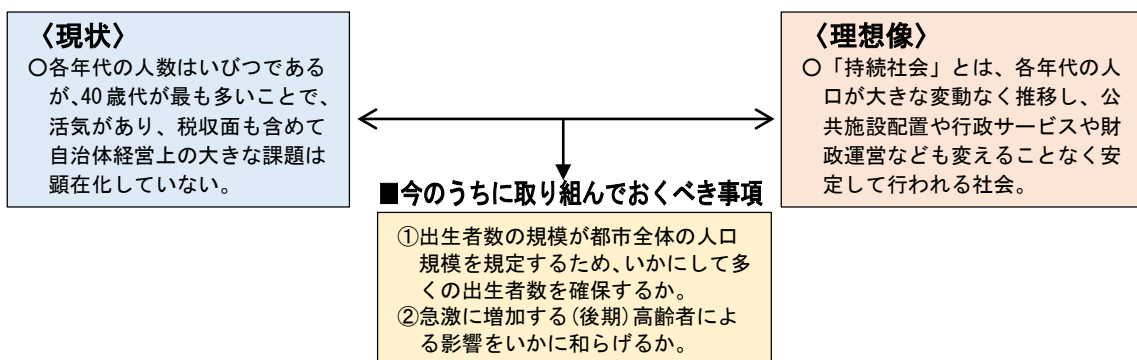 〈現状〉
〇各年代の人数はいびつである
が、40歳代が最も多いことで、
活気があり、税収面も含めて
自治体経営上の大きな課題は
顕在化していない。
〈理想像〉
〇「持続社会」とは、各年代の人
口が大きな変動なく推移し、公
共施設配置や行政サービスや財
政運営なども変えることなく安
定して行われる社会。
■今のうちに取り組んでおくべき事項
①出生者数の規模が都市全体の人口
規模を規定するため、いかにして多
くの出生者数を確保するか。
②急激に増加する(後期)高齢者によ
る影響をいかに和らげるか。